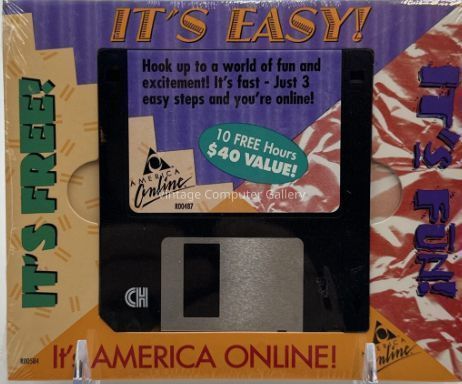 IT'S EASY!
Hook up to a world of fun and
excitement! It's fast - Just 3
easy steps and you're online!
10 FREE Hours
$40 VALUE!
AMERICA
Online
R00487
Vintage Computer Gallery
IT'S FREE!
IT'S FUN!
CH
It's AMERICA ONLINE!
R00584
AMERICA
Online